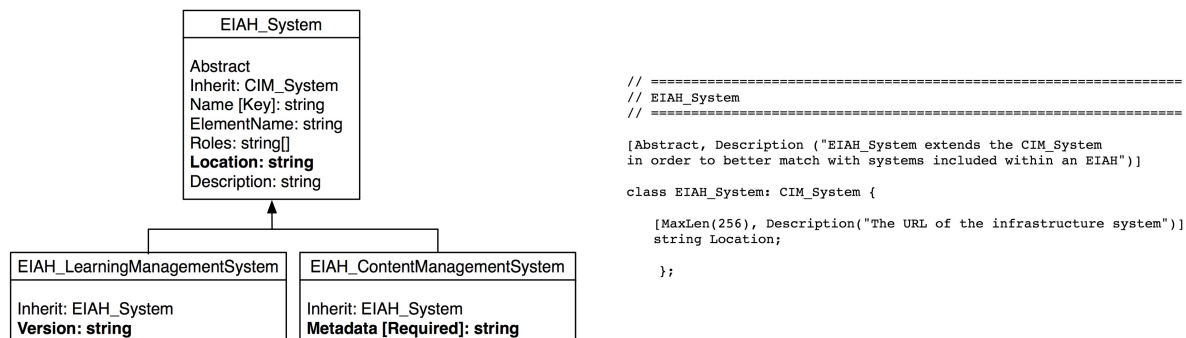 EIAH_System
Abstract
Inherit: CIM_System
Name [Key]: string
ElementName: string
Roles: string[]
Location: string
Description: string
EIAH_LearningManagementSystem
Inherit: EIAH_System
Version: string
EIAH_ContentManagementSystem
Inherit: EIAH_System
Metadata [Required]: string
// ==================================================================
// EIAH_System
// ==================================================================
[Abstract, Description ("EIAH_System extends the CIM_System
in order to better match with systems included within an EIAH")]
class EIAH_System: CIM_System {
[MaxLen(256), Description("The URL of the infrastructure system")]
string Location;
};